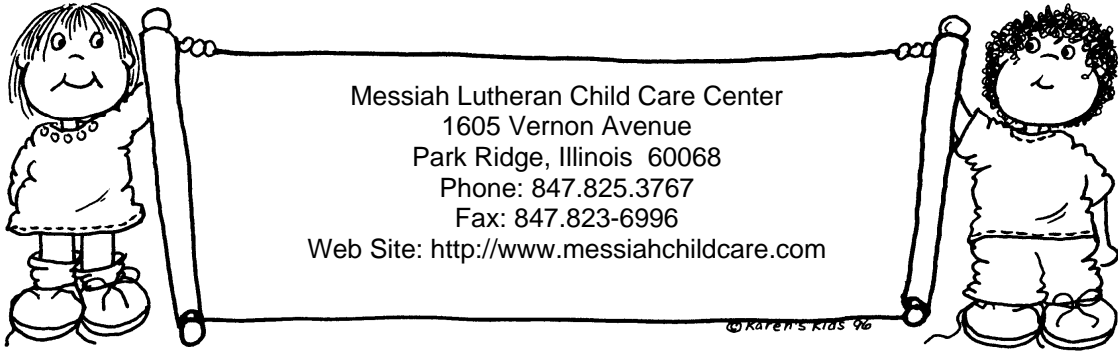 Messiah Lutheran Child Care Center
1605 Vernon Avenue
Park Ridge, Illinois 60068
Phone: 847.825.3767
Fax: 847.823-6996
Web Site: http://www.messiahchildcare.com
© Karen's Kids 96